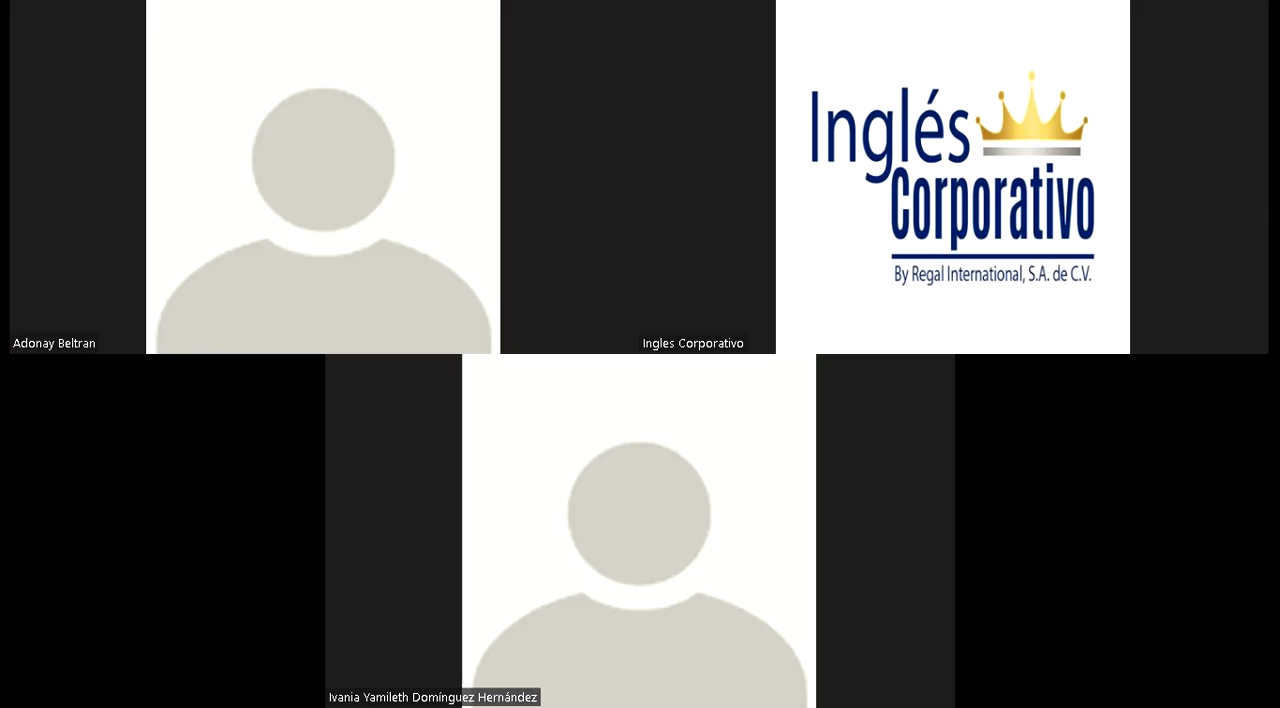 Inglés
Corporativo
By Regal International, S.A. de C.V.
Adonay Beltran
Ingles Corporativo
Ivania Yamileth Domínguez Hernández